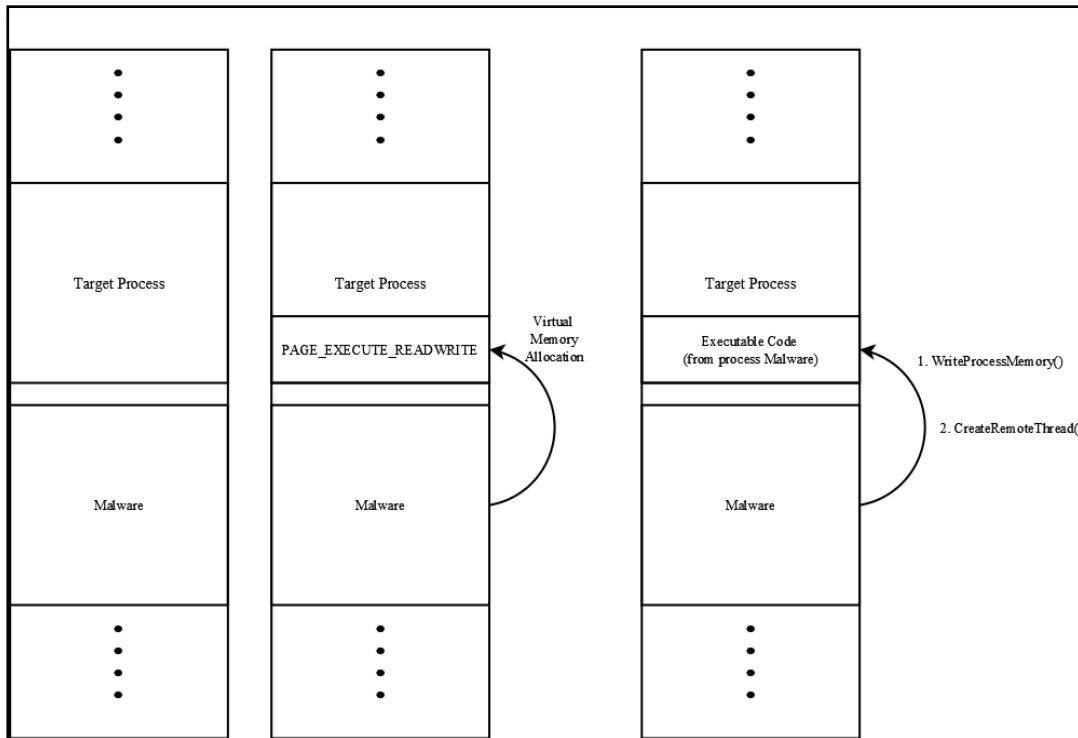 Target Process
Malware
Target Process
PAGE_EXECUTE_READWRITE
Malware
Virtual
Memory
Allocation
Target Process
Executable Code
(from process Malware)
Malware
1. WriteProcessMemory()
2. CreateRemoteThread(